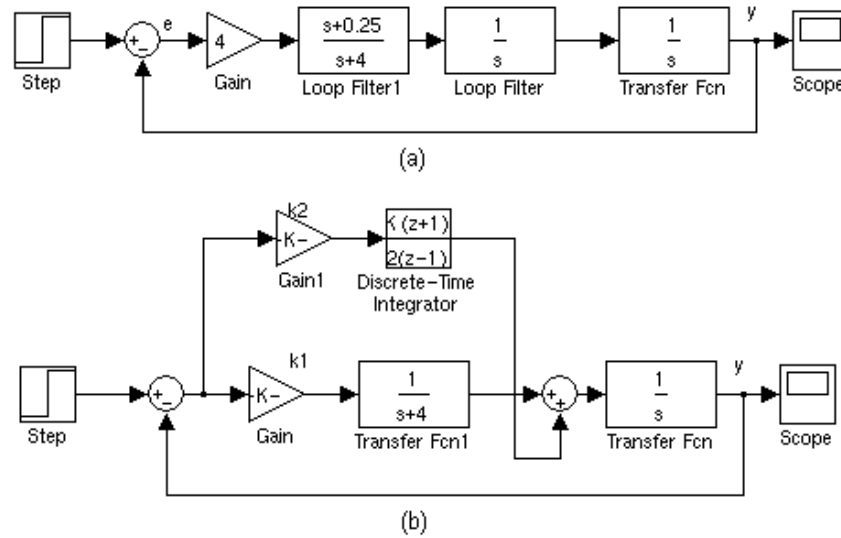 e
y
+
−
4
s+0.25
s+4
1
s
1
s
Step
Gain
Loop Filter1
Loop Filter
Transfer Fcn
Scope
(a)
k2
-K-
K (z+1)
2(z−1)
Gain1
Discrete−Time
Integrator
k1
y
+
−
-K-
1
s+4
+
+
1
s
Step
Gain
Transfer Fcn1
Transfer Fcn
Scope
(b)